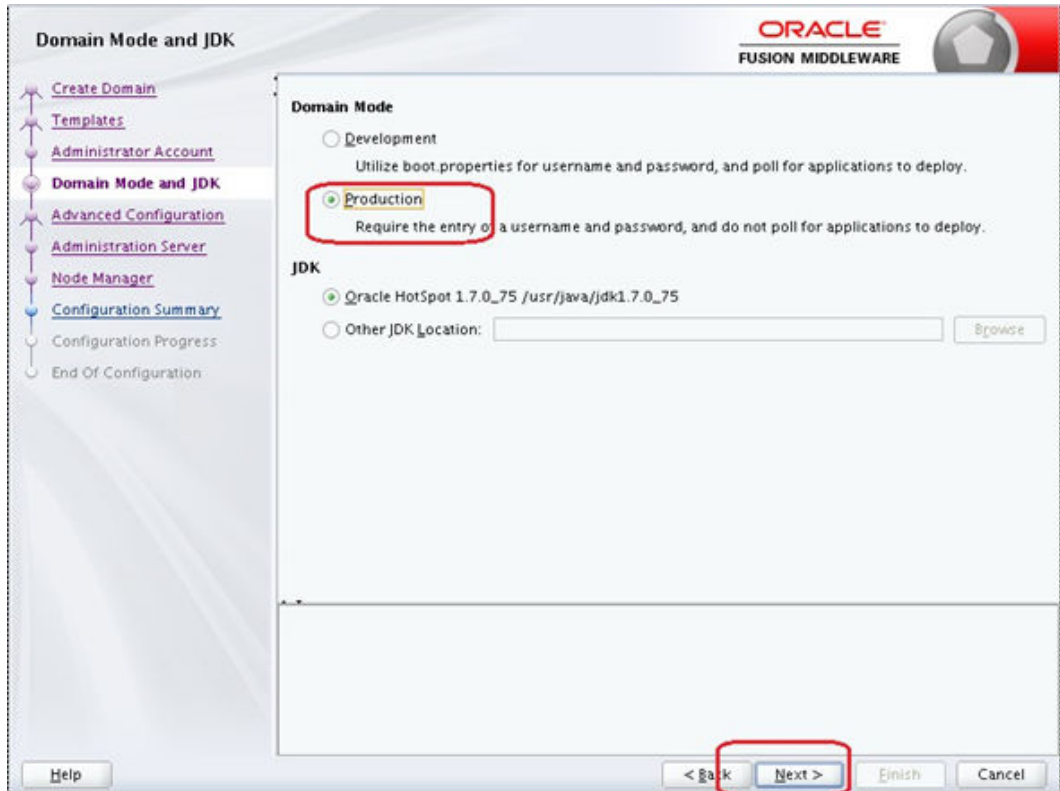 Domain Mode and JDK
ORACLE
FUSION MIDDLEWARE
Create Domain
Templates
Administrator Account
Domain Mode and JDK
Advanced Configuration
Administration Server
Node Manager
Configuration Summary
Configuration Progress
End Of Configuration
Domain Mode
Development
Utilize boot.properties for username and password, and poll for applications to deploy.
Production
Require the entry of a username and password, and do not poll for applications to deploy.
JDK
Oracle HotSpot 1.7.0_75 /usr/java/jdk1.7.0_75
Other JDK Location: Browse
Help < Back Next > Finish Cancel